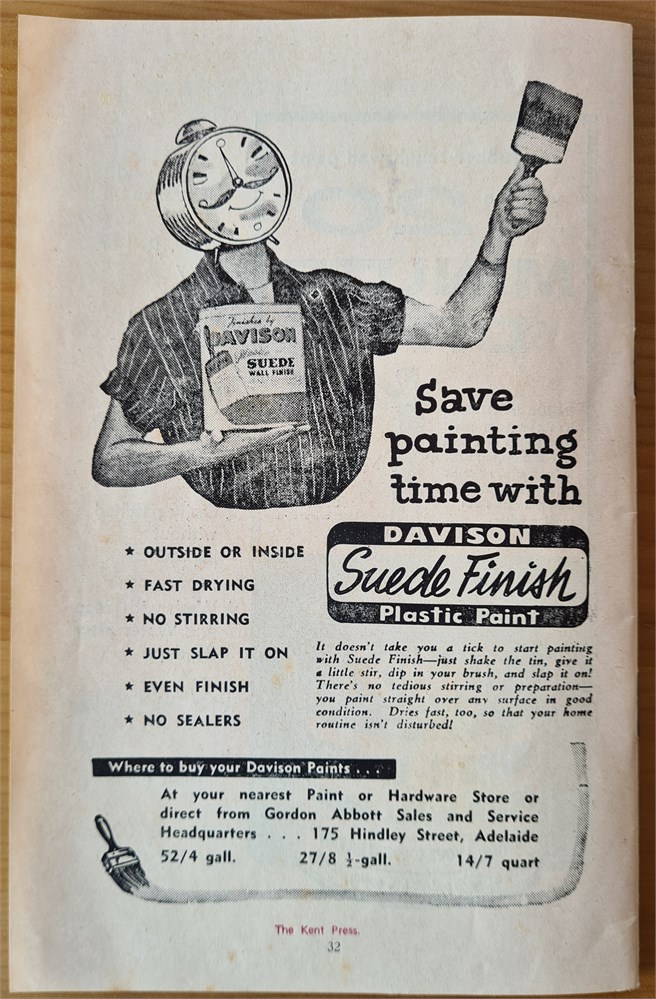 Finished by
DAVISON
SUEDE
WALL FINISH
Save
painting
time with
DAVISON
Suede Finish
Plastic Paint
★ OUTSIDE OR INSIDE
★ FAST DRYING
★ NO STIRRING
★ JUST SLAP IT ON
★ EVEN FINISH
★ NO SEALERS
It doesn't take you a tick to start painting
with Suede Finish—just shake the tin, give it
a little stir, dip in your brush, and slap it on!
There's no tedious stirring or preparation—
you paint straight over any surface in good
condition. Dries fast, too, so that your home
routine isn't disturbed!
Where to buy your Davison Paints . . . .
At your nearest Paint or Hardware Store or
direct from Gordon Abbott Sales and Service
Headquarters . . . 175 Hindley Street, Adelaide
52/4 gall. 27/8 ½-gall. 14/7 quart
The Kent Press.
32